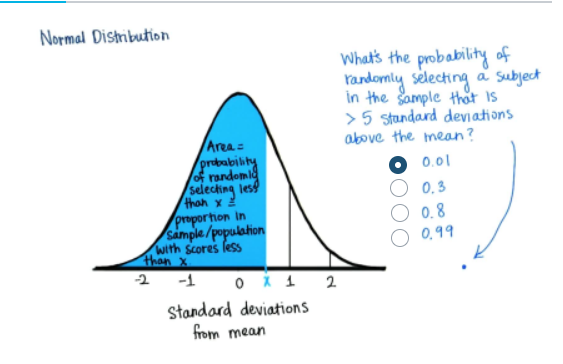 Normal Distribution
What's the probability of
randomly selecting a subject
in the sample that is
> 5 standard deviations
above the mean?
0.01
0.3
0.8
0.99
Area =
probability
of randomly
selecting less
than x =
proportion in
sample/population
with scores less
than x
-2 -1 0 x 1 2
Standard deviations
from mean